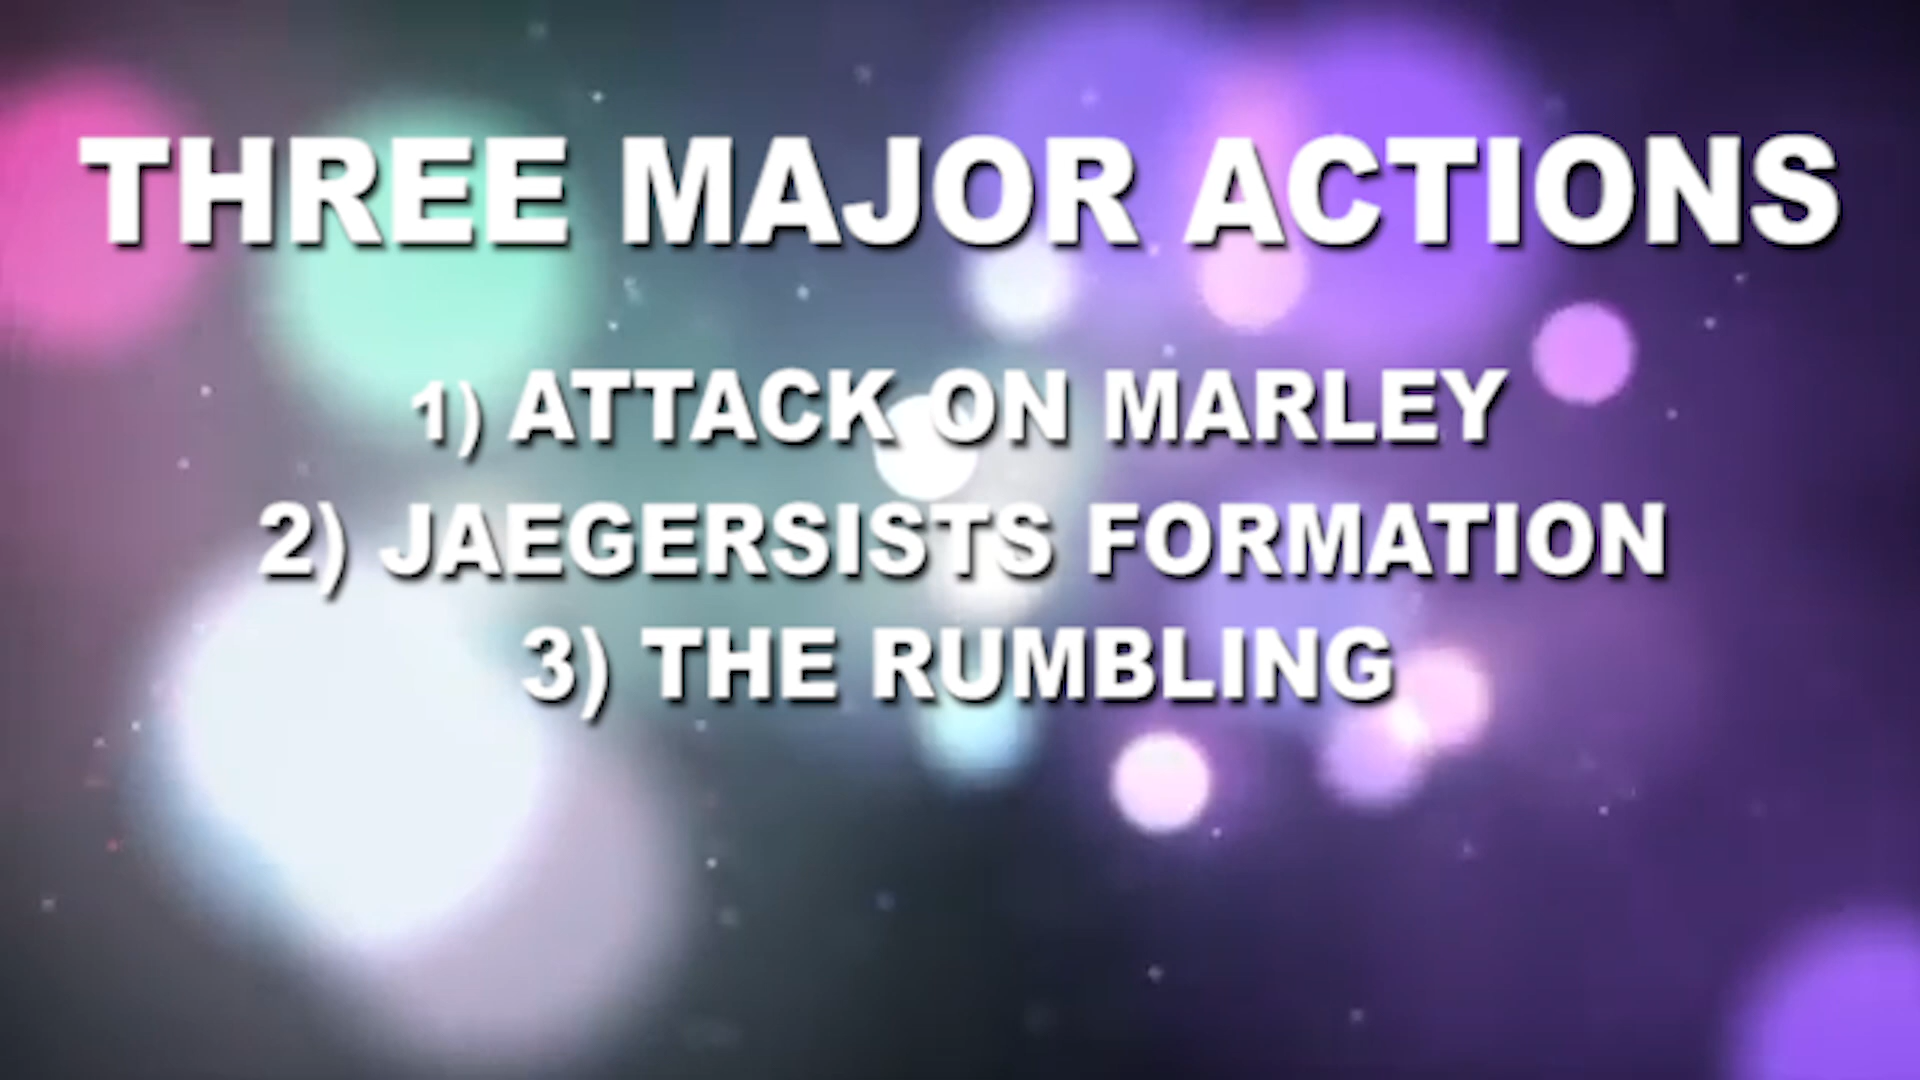 THREE MAJOR ACTIONS
1) ATTACK ON MARLEY
2) JAEGERSISTS FORMATION
3) THE RUMBLING